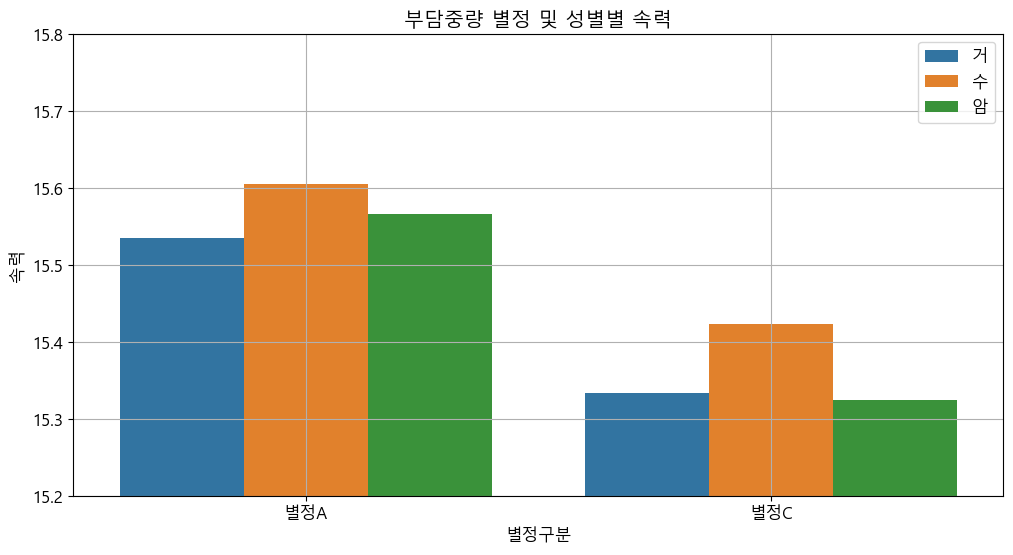 부담중량 별정 및 성별별 속력
거
수
암
15.8
15.7
15.6
15.5
15.4
15.3
15.2
속력
별정A
별정C
별정구분